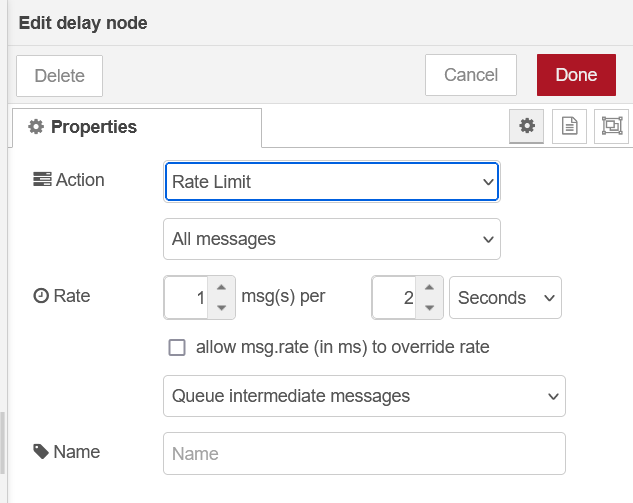 Edit delay node
Delete Cancel Done
Properties
Action Rate Limit
All messages
Rate 1 msg(s) per 2 Seconds
allow msg.rate (in ms) to override rate
Queue intermediate messages
Name Name